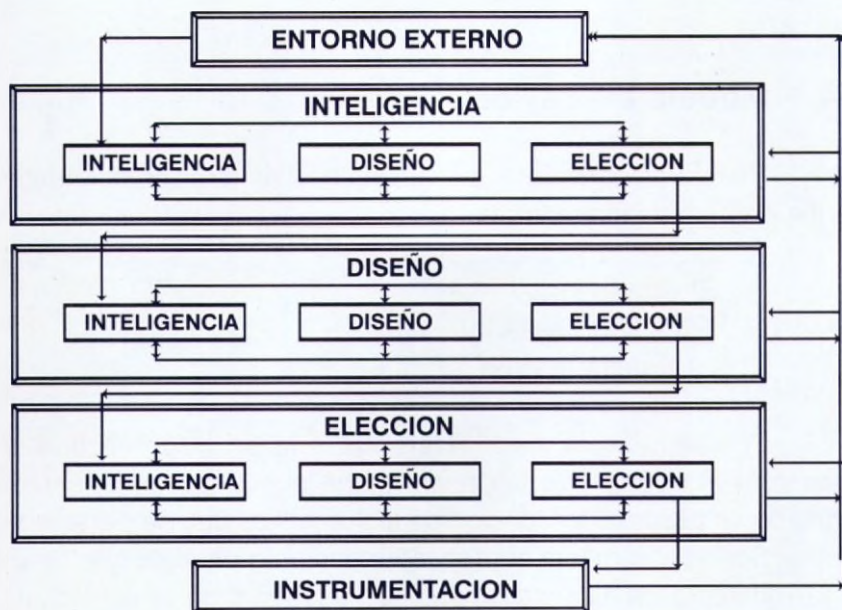 ENTORNO EXTERNO
INTELIGENCIA
INTELIGENCIA DISEÑO ELECCION
DISEÑO
INTELIGENCIA DISEÑO ELECCION
ELECCION
INTELIGENCIA DISEÑO ELECCION
INSTRUMENTACION